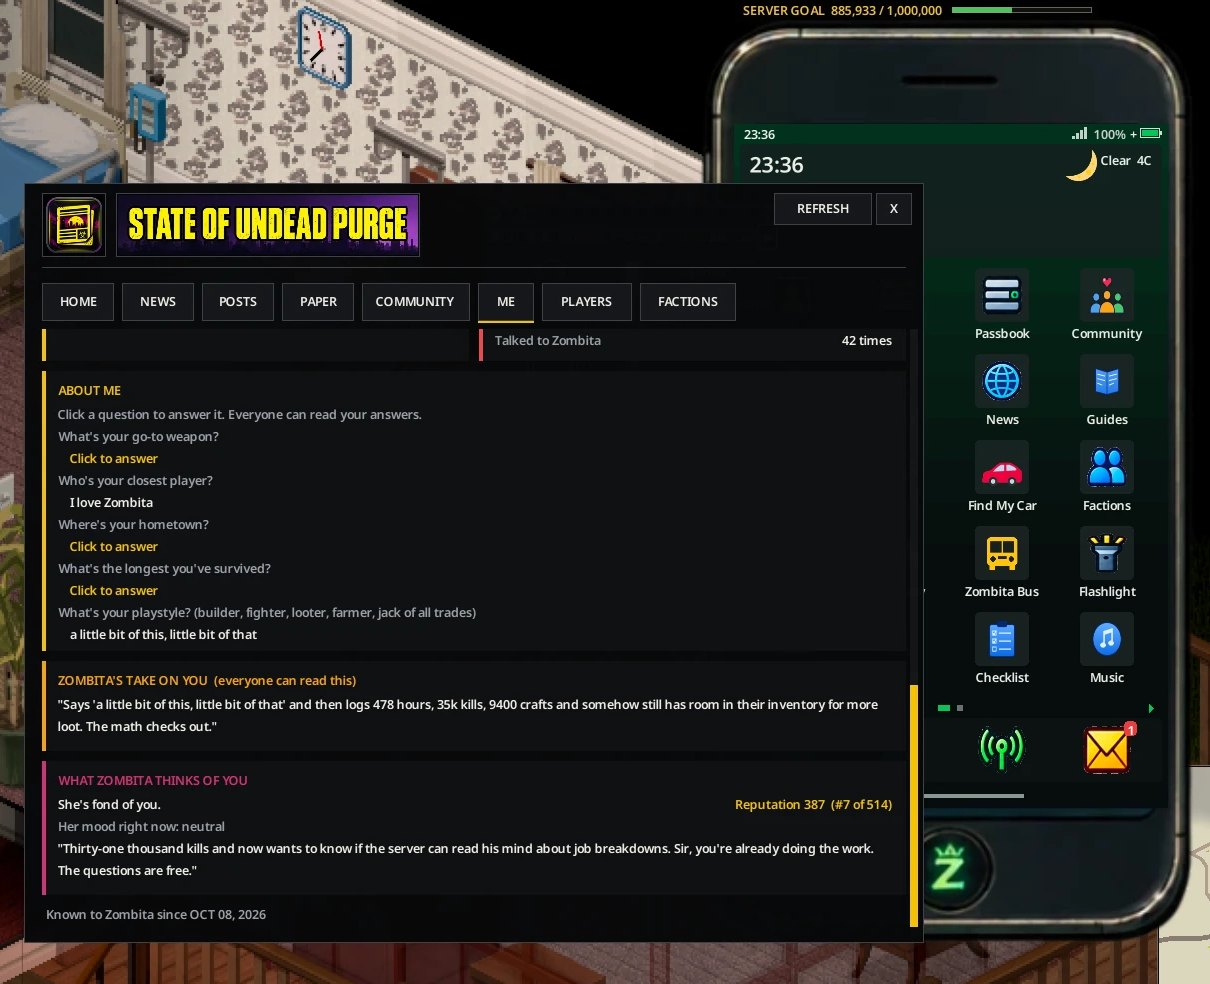 SERVER GOAL 885,933 / 1,000,000
23:36
100% +
23:36
Clear 4C
STATE OF UNDEAD PURGE
REFRESH
X
HOME
NEWS
POSTS
PAPER
COMMUNITY
ME
PLAYERS
FACTIONS
Talked to Zombita
42 times
ABOUT ME
Click a question to answer it. Everyone can read your answers.
What's your go-to weapon?
Click to answer
Who's your closest player?
I love Zombita
Where's your hometown?
Click to answer
What's the longest you've survived?
Click to answer
What's your playstyle? (builder, fighter, looter, farmer, jack of all trades)
a little bit of this, little bit of that
ZOMBITA'S TAKE ON YOU (everyone can read this)
"Says 'a little bit of this, little bit of that' and then logs 478 hours, 35k kills, 9400 crafts and somehow still has room in their inventory for more
loot. The math checks out."
WHAT ZOMBITA THINKS OF YOU
She's fond of you.
Reputation 387 (#7 of 514)
Her mood right now: neutral
"Thirty-one thousand kills and now wants to know if the server can read his mind about job breakdowns. Sir, you're already doing the work.
The questions are free."
Known to Zombita since OCT 08, 2026
Passbook
Community
News
Guides
Find My Car
Factions
Zombita Bus
Flashlight
Checklist
Music
1
Z